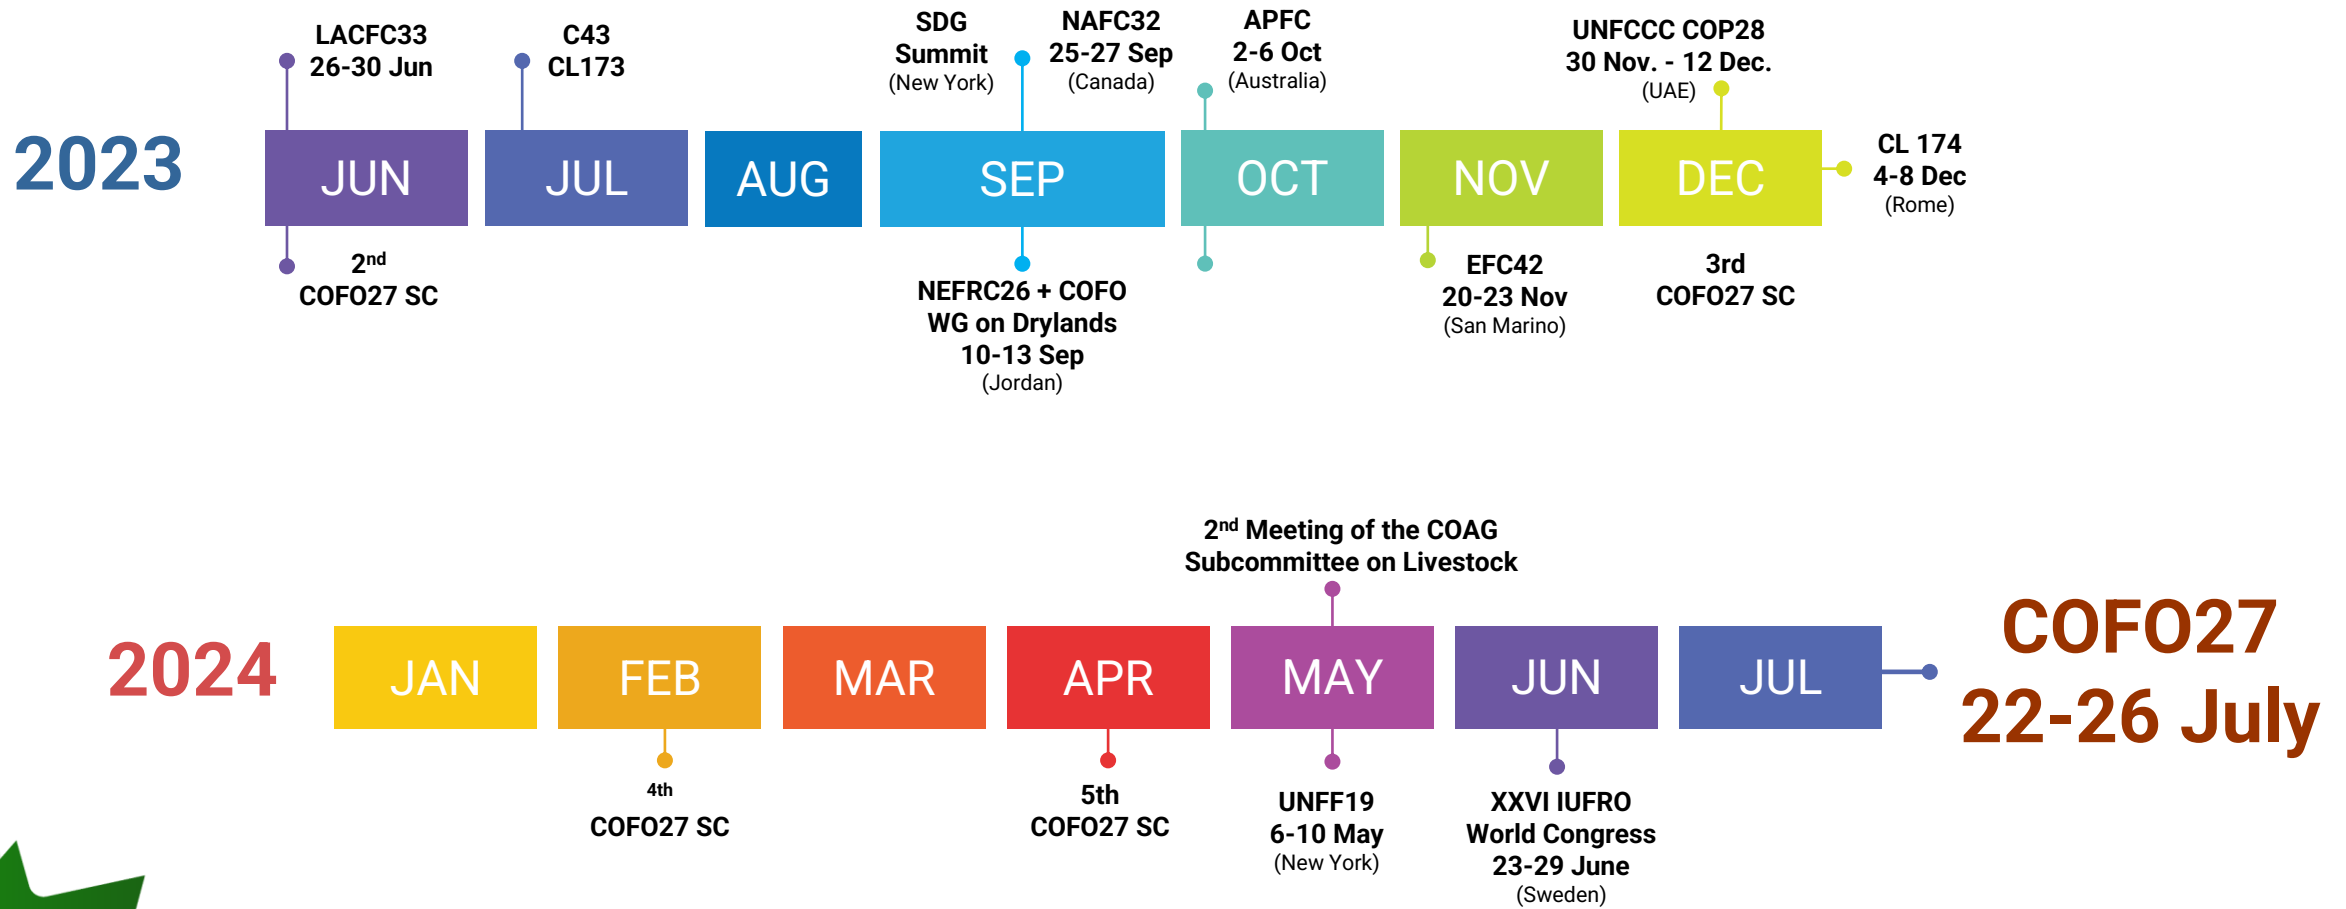 LACFC33
26-30 Jun
C43
CL173
SDG
Summit
(New York)
NAFC32
25-27 Sep
(Canada)
APFC
2-6 Oct
(Australia)
UNFCCC COP28
30 Nov. - 12 Dec.
(UAE)
2023
JUN
JUL
AUG
SEP
OCT
NOV
DEC
CL 174
4-8 Dec
(Rome)
2nd
COFO27 SC
NEFRC26 + COFO
WG on Drylands
10-13 Sep
(Jordan)
EFC42
20-23 Nov
(San Marino)
3rd
COFO27 SC
2nd Meeting of the COAG
Subcommittee on Livestock
2024
JAN
FEB
MAR
APR
MAY
JUN
JUL
COFO27
22-26 July
4th
COFO27 SC
5th
COFO27 SC
UNFF19
6-10 May
(New York)
XXVI IUFRO
World Congress
23-29 June
(Sweden)